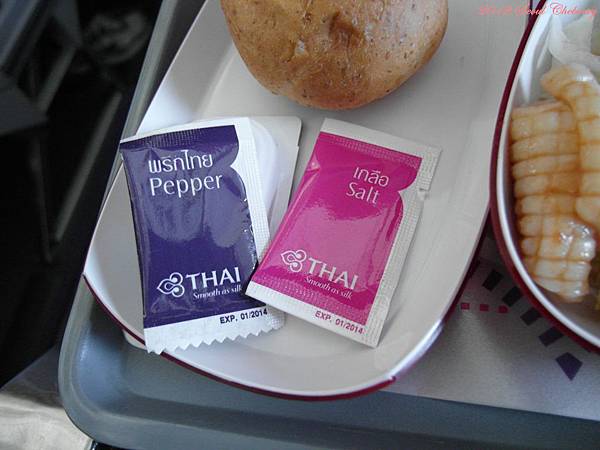 พริกไทย
Pepper
THAI
Smooth as silk
EXP. 01/2014
เกลือ
Salt
THAI
Smooth as silk
EXP. 01/2014